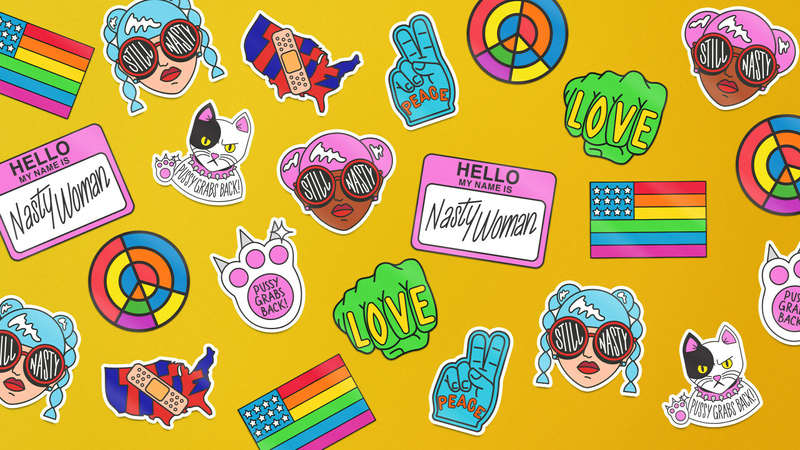 STILL NASTY
PEACE
STILL NASTY
LOVE
PUSSY GRABS BACK!
HELLO
MY NAME IS
Nasty Woman
STILL NASTY
HELLO
MY NAME IS
Nasty Woman
PUSSY
GRABS
BACK!
PUSSY
GRABS
BACK
LOVE
NASTY
STILL NASTY
PEACE
PUSSY GRABS BACK!